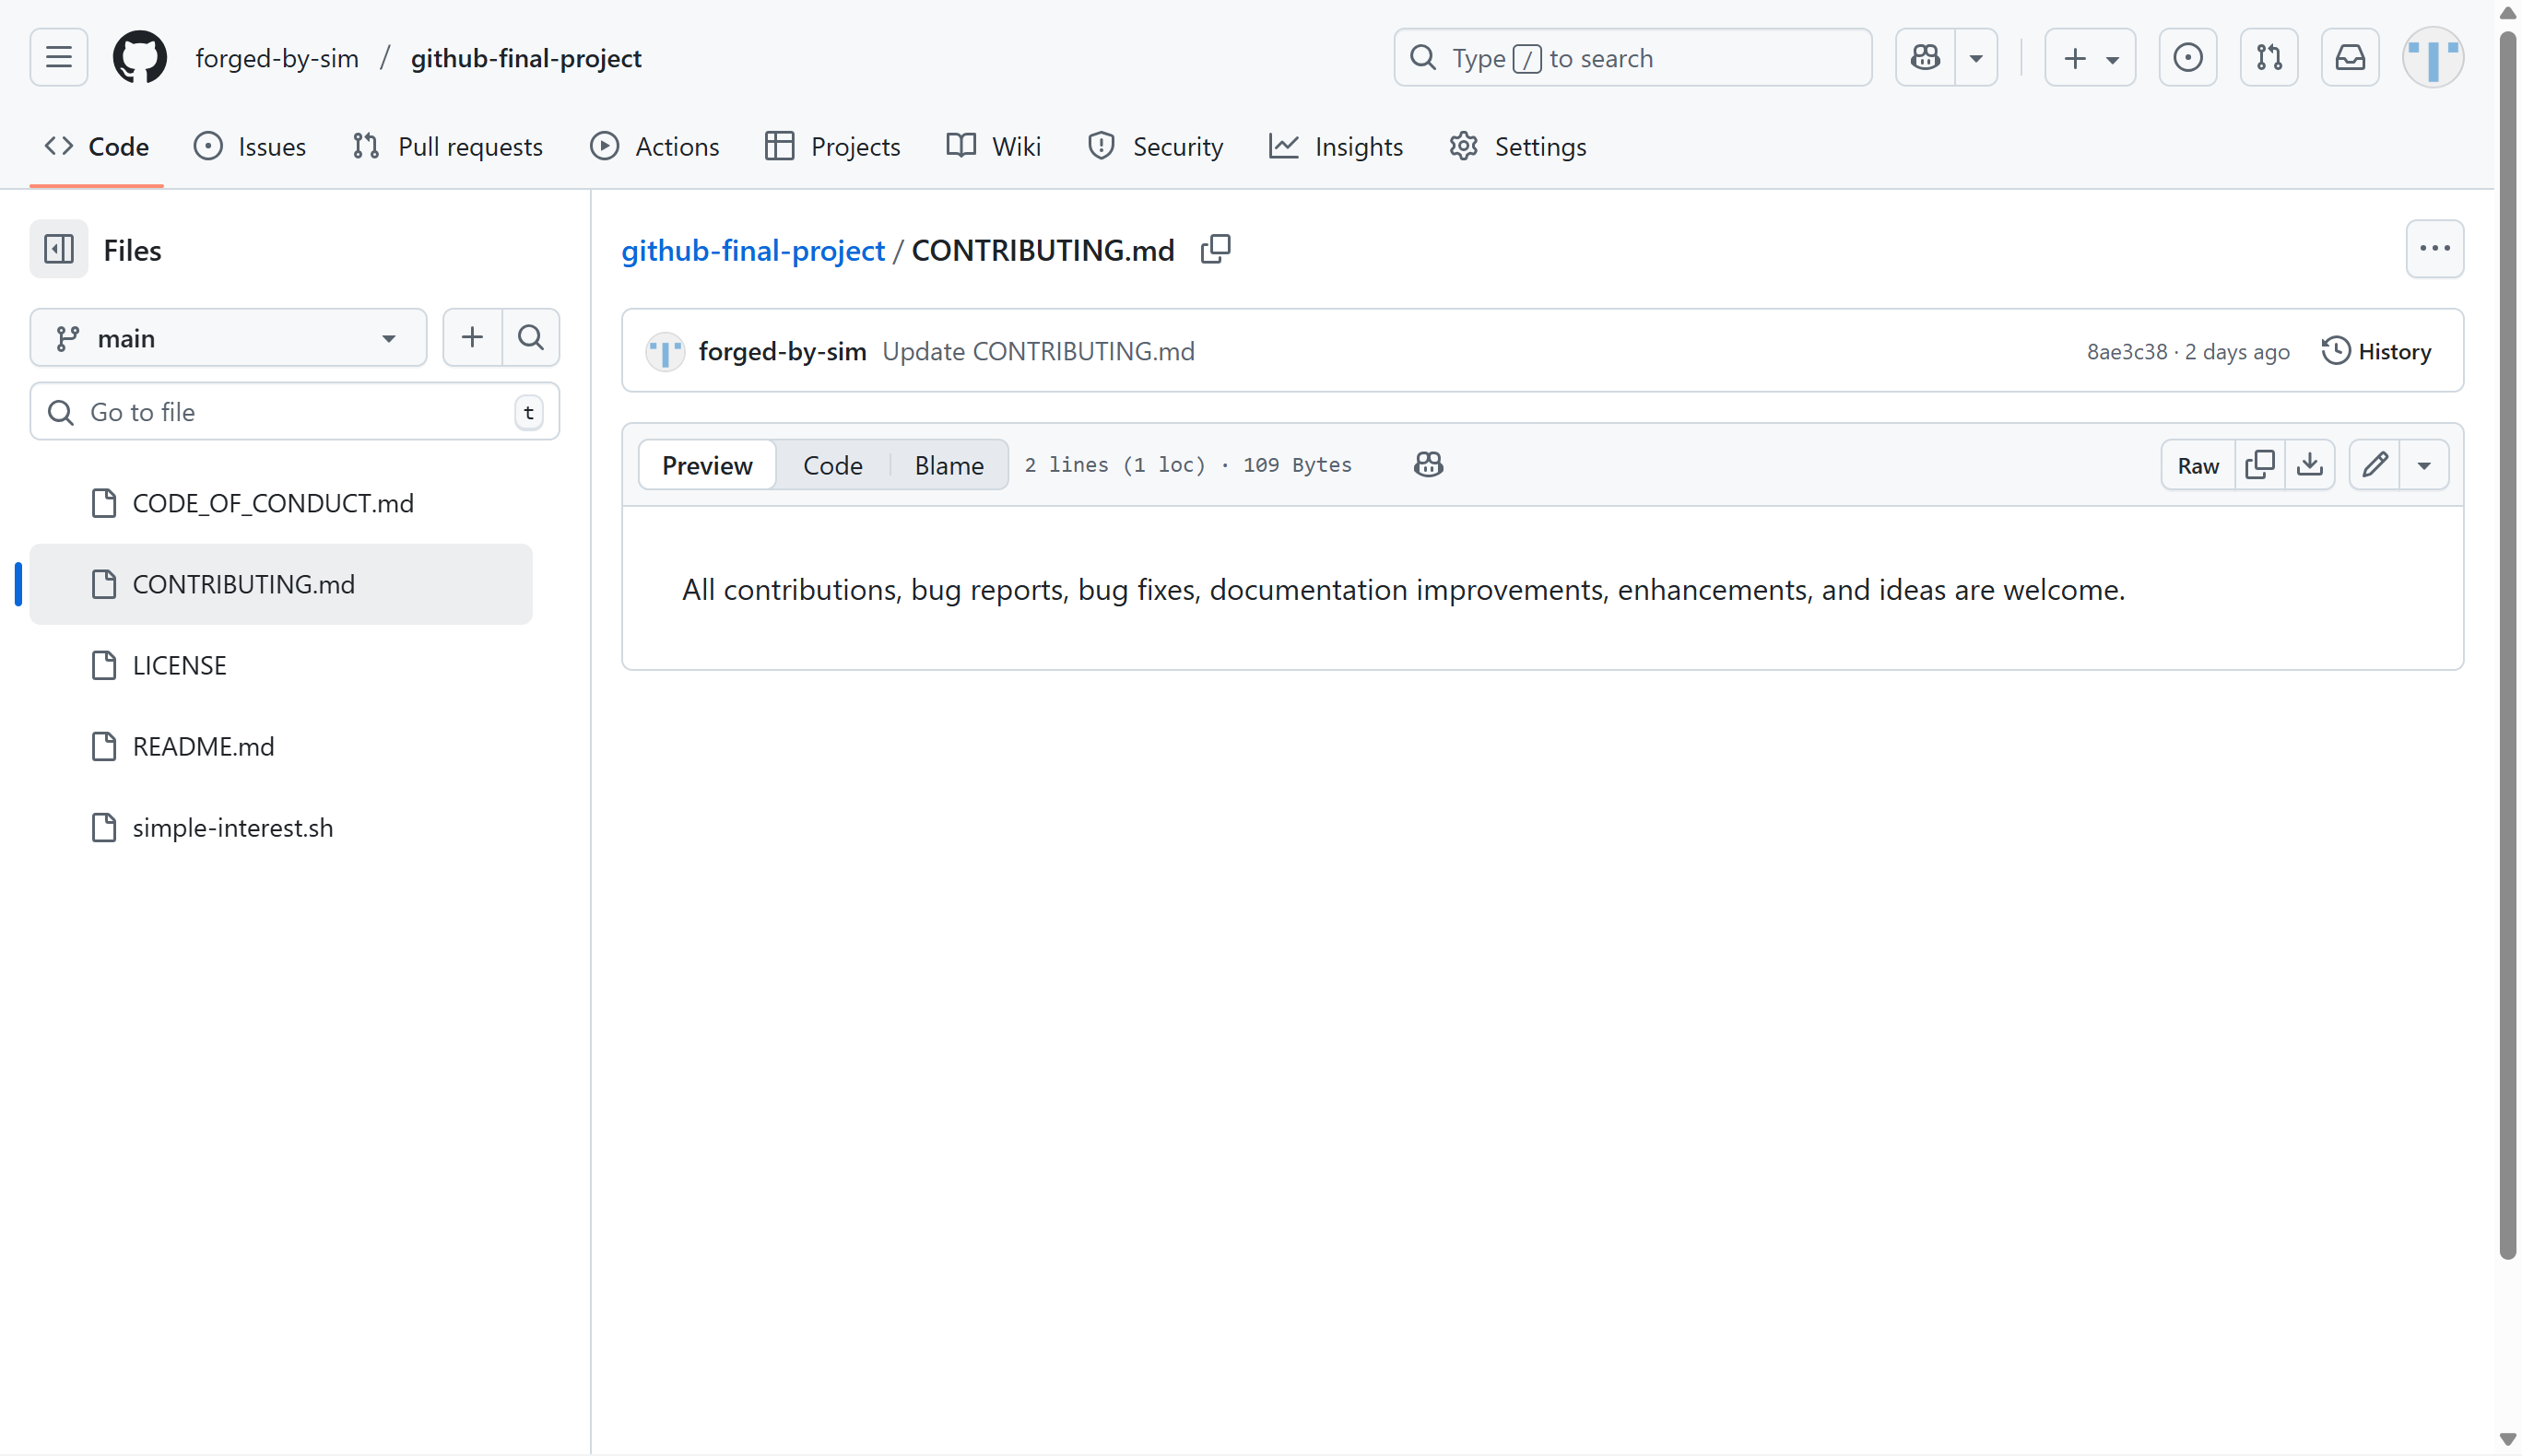 forged-by-sim / github-final-project
Type / to search
Code Issues Pull requests Actions Projects Wiki Security Insights Settings
Files
main
Go to file t
CODE_OF_CONDUCT.md
CONTRIBUTING.md
LICENSE
README.md
simple-interest.sh
github-final-project / CONTRIBUTING.md
forged-by-sim Update CONTRIBUTING.md 8ae3c38 · 2 days ago History
Preview Code Blame 2 lines (1 loc) · 109 Bytes Raw
All contributions, bug reports, bug fixes, documentation improvements, enhancements, and ideas are welcome.